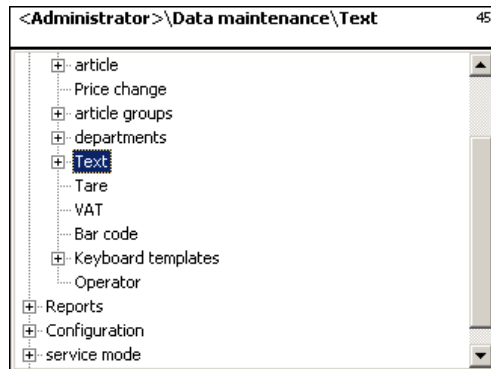 <Administrator>\Data maintenance\Text 45
article
Price change
article groups
departments
Text
Tare
VAT
Bar code
Keyboard templates
Operator
Reports
Configuration
service mode